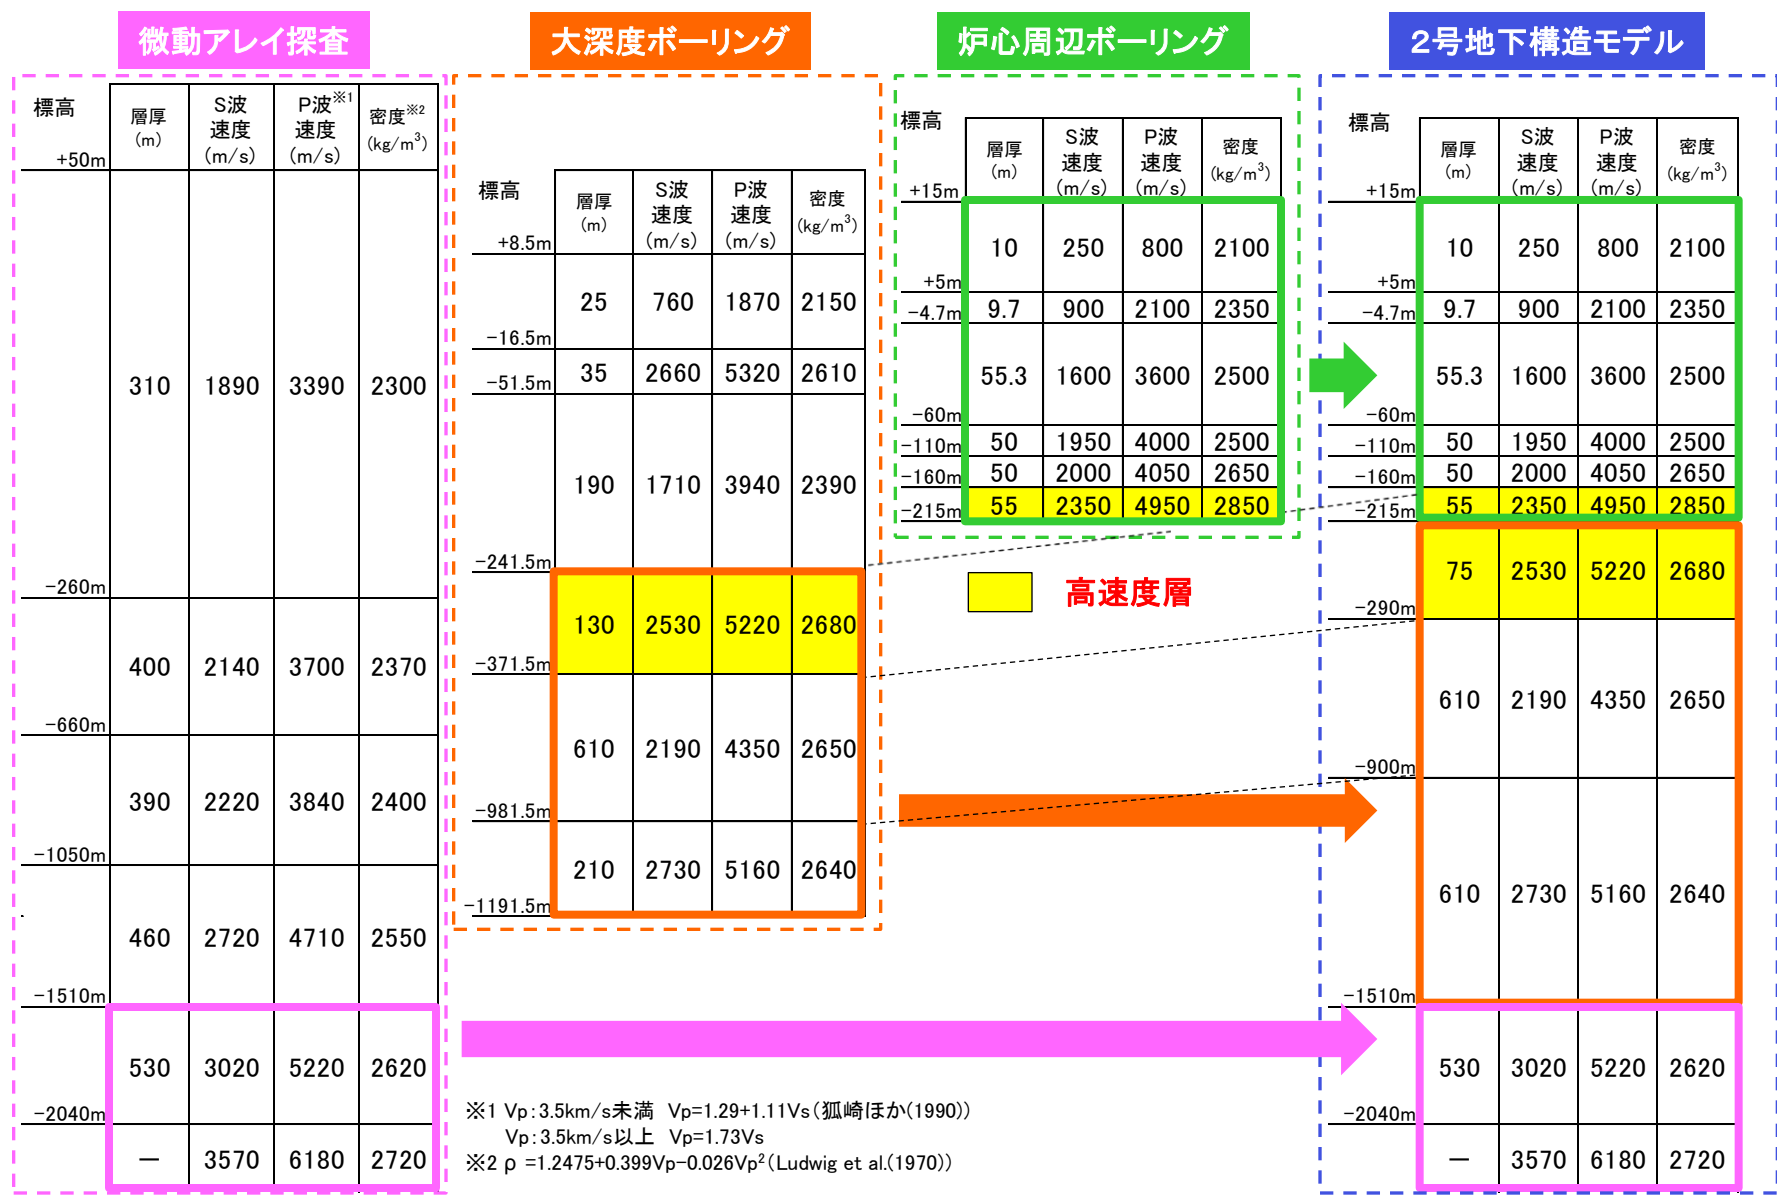 微動アレイ探査
標高
層厚
(m)
S波
速度
(m/s)
P波※1
速度
(m/s)
密度※2
(kg/m3)
+50m
310 1890 3390 2300
-260m
400 2140 3700 2370
-660m
390 2220 3840 2400
-1050m
460 2720 4710 2550
-1510m
530 3020 5220 2620
-2040m
— 3570 6180 2720
大深度ボーリング
標高
層厚
(m)
S波
速度
(m/s)
P波
速度
(m/s)
密度
(kg/m3)
+8.5m
25 760 1870 2150
-16.5m
35 2660 5320 2610
-51.5m
190 1710 3940 2390
-241.5m
130 2530 5220 2680
-371.5m
610 2190 4350 2650
-981.5m
210 2730 5160 2640
-1191.5m
炉心周辺ボーリング
標高
層厚
(m)
S波
速度
(m/s)
P波
速度
(m/s)
密度
(kg/m3)
+15m
10 250 800 2100
+5m
9.7 900 2100 2350
-4.7m
55.3 1600 3600 2500
-60m
50 1950 4000 2500
-110m
50 2000 4050 2650
-160m
55 2350 4950 2850
-215m
高速度層
2号地下構造モデル
標高
層厚
(m)
S波
速度
(m/s)
P波
速度
(m/s)
密度
(kg/m3)
+15m
10 250 800 2100
+5m
9.7 900 2100 2350
-4.7m
55.3 1600 3600 2500
-60m
50 1950 4000 2500
-110m
50 2000 4050 2650
-160m
55 2350 4950 2850
-215m
75 2530 5220 2680
-290m
610 2190 4350 2650
-900m
610 2730 5160 2640
-1510m
530 3020 5220 2620
-2040m
— 3570 6180 2720
※1 Vp:3.5km/s未満 Vp=1.29+1.11Vs(狐崎ほか(1990))
Vp:3.5km/s以上 Vp=1.73Vs
※2 ρ=1.2475+0.399Vp-0.026Vp2(Ludwig et al.(1970))